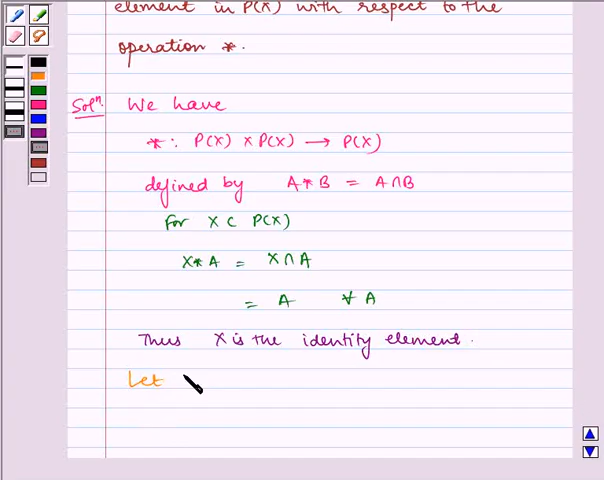 element in P(X) with respect to the
operation *.
Solⁿ. We have
*: P(X) × P(X) → P(X)
defined by A*B = A∩B
For X ⊂ P(X)
X*A = X∩A
= A ∀ A
Thus X is the identity element.
Let